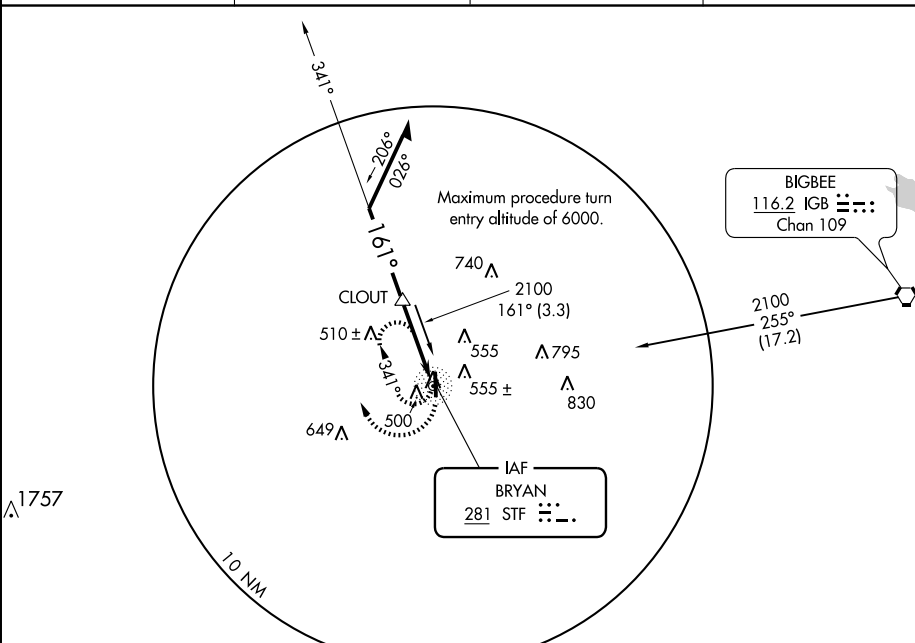 341°
206°
026°
Maximum procedure turn
entry altitude of 6000.
BIGBEE
116.2 IGB
Chan 109
161°
740
CLOUT
2100
161° (3.3)
2100
255°
(17.2)
510 ±
555
795
341°
555 ±
830
500
649
IAF
BRYAN
281 STF
1757
10 NM